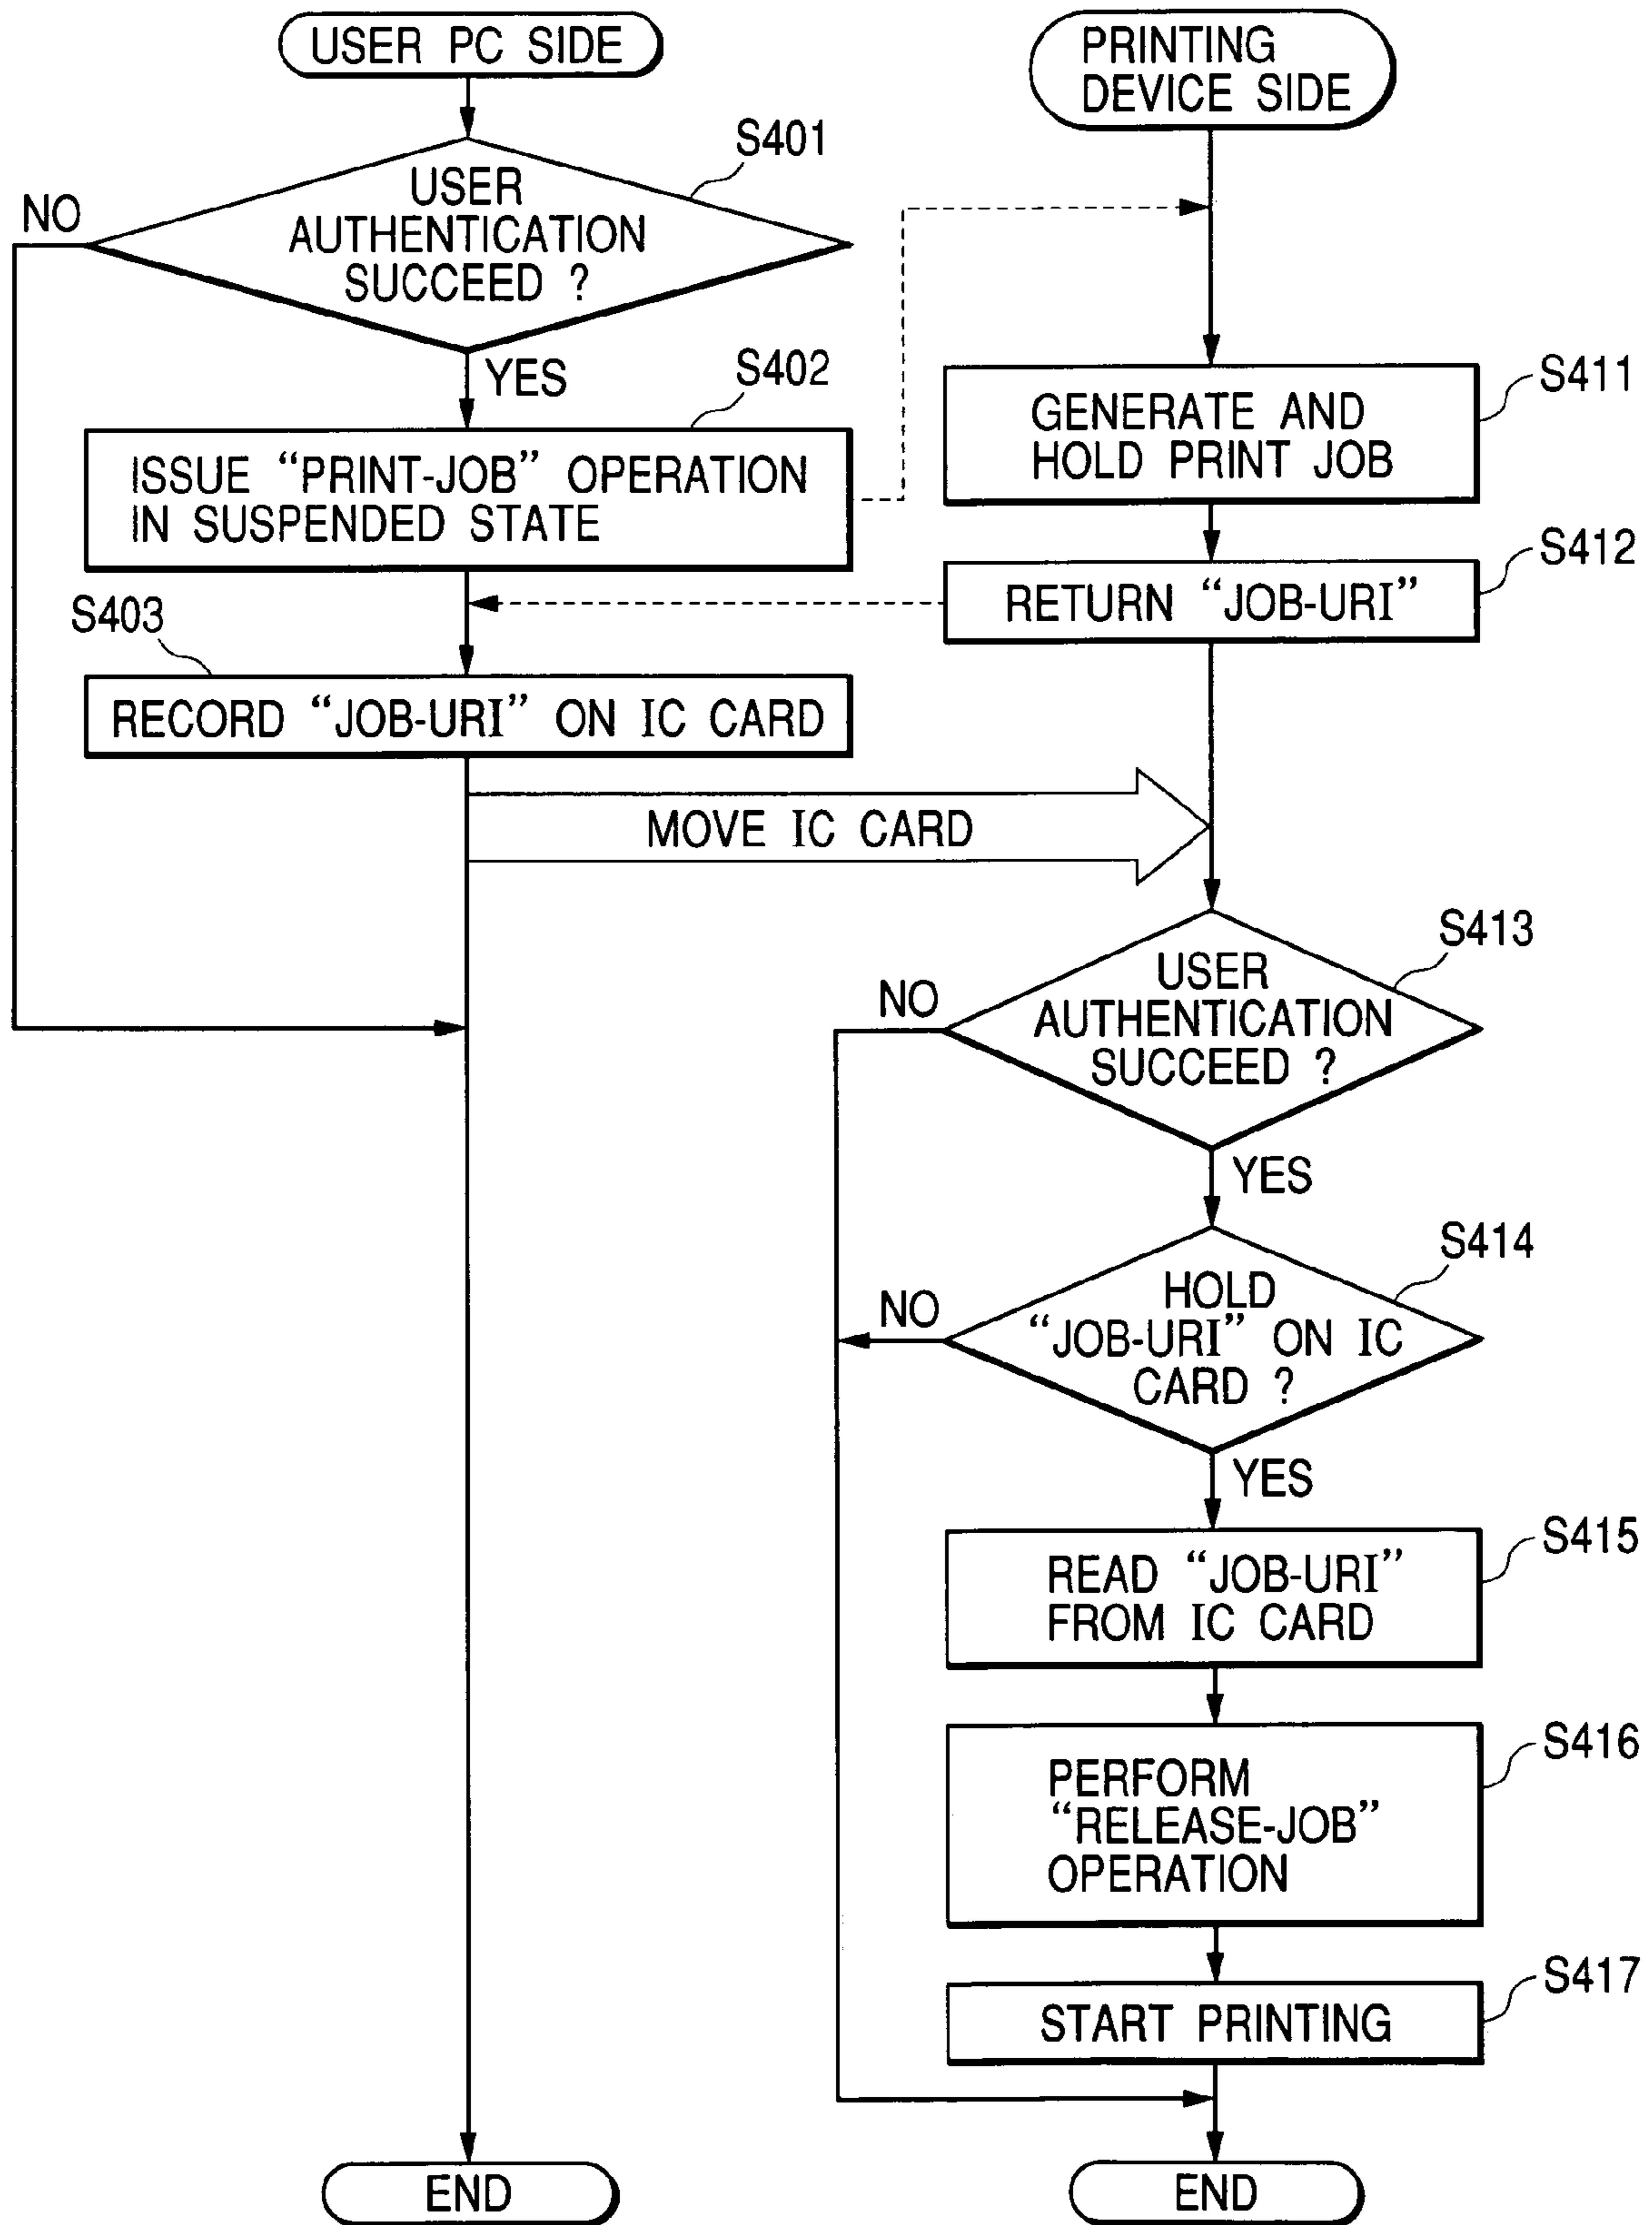 USER PC SIDE
S401
USER
AUTHENTICATION
SUCCEED ?
NO
YES
S402
ISSUE “PRINT-JOB” OPERATION
IN SUSPENDED STATE
S403
RECORD “JOB-URI” ON IC CARD
MOVE IC CARD
END
PRINTING
DEVICE SIDE
S411
GENERATE AND
HOLD PRINT JOB
S412
RETURN “JOB-URI”
S413
USER
AUTHENTICATION
SUCCEED ?
NO
YES
S414
HOLD
“JOB-URI” ON IC
CARD ?
NO
YES
S415
READ “JOB-URI”
FROM IC CARD
S416
PERFORM
“RELEASE-JOB”
OPERATION
S417
START PRINTING
END